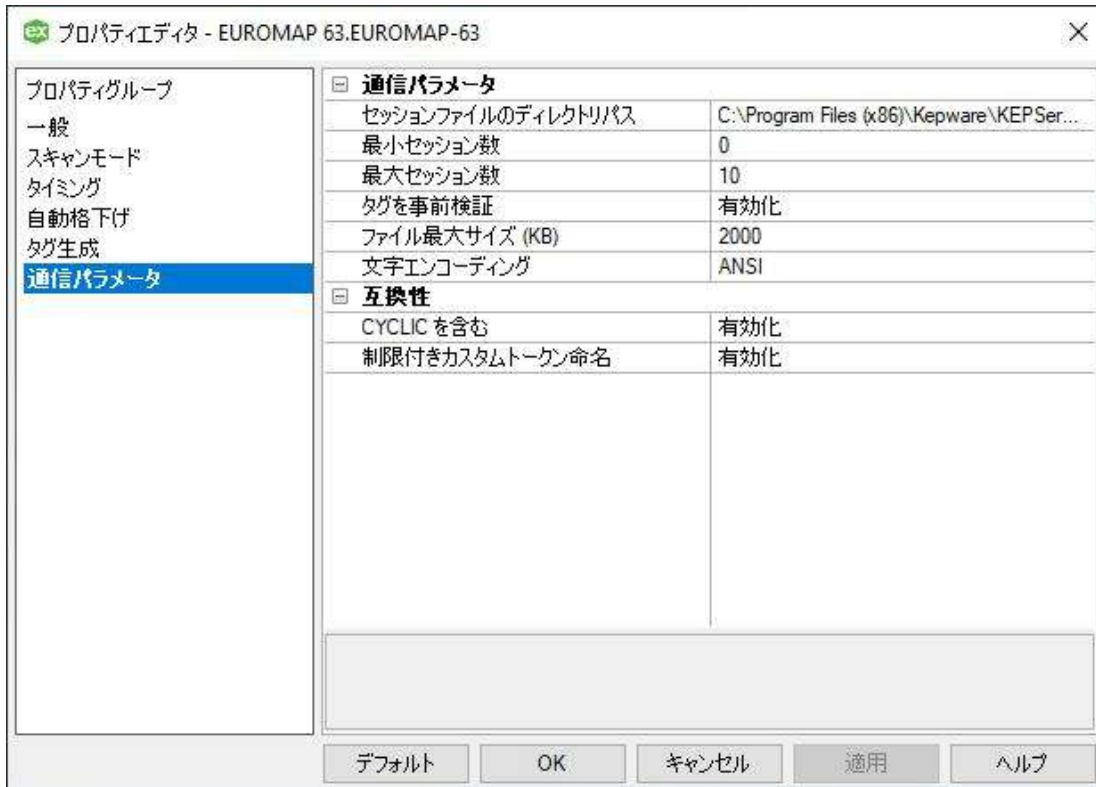 プロパティエディタ - EUROMAP 63.EUROMAP-63
プロパティグループ
一般
スキャンモード
タイミング
自動格下げ
タグ生成
通信パラメータ
通信パラメータ
セッションファイルのディレクトリパス C:\Program Files (x86)\Kepware\KEPSer...
最小セッション数 0
最大セッション数 10
タグを事前検証 有効化
ファイル最大サイズ (KB) 2000
文字エンコーディング ANSI
互換性
CYCLIC を含む 有効化
制限付きカスタムトークン命名 有効化
デフォルト OK キャンセル 適用 ヘルプ